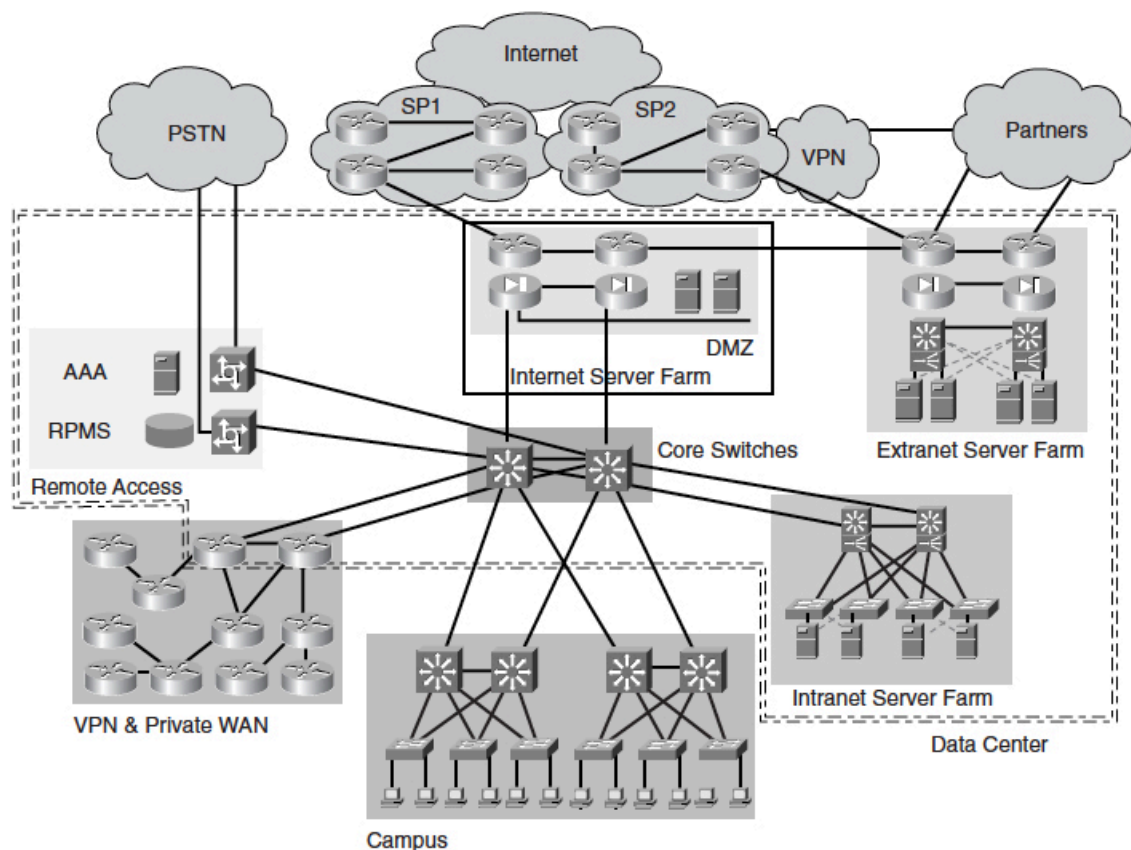 Internet
SP1
SP2
PSTN
VPN
Partners
DMZ
Internet Server Farm
AAA
RPMS
Remote Access
Core Switches
Extranet Server Farm
VPN & Private WAN
Intranet Server Farm
Data Center
Campus